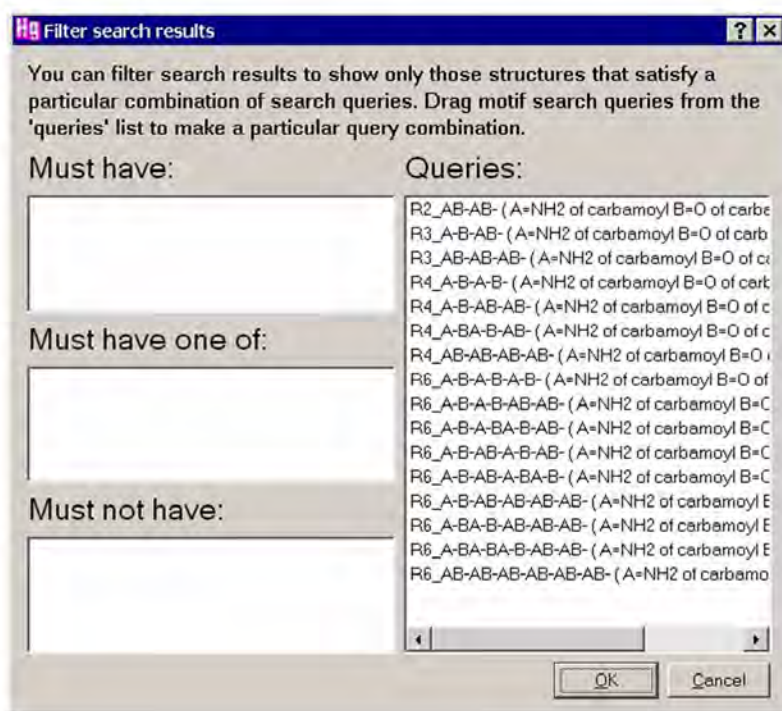 Hg Filter search results ? ×
You can filter search results to show only those structures that satisfy a
particular combination of search queries. Drag motif search queries from the
'queries' list to make a particular query combination.
Must have:
Must have one of:
Must not have:
Queries:
R2_AB-AB- ( A=NH2 of carbamoyl B=O of carba
R3_A-B-AB- ( A=NH2 of carbamoyl B=O of carb
R3_AB-AB-AB- ( A=NH2 of carbamoyl B=O of ca
R4_A-B-A-B- ( A=NH2 of carbamoyl B=O of carb
R4_A-B-AB-AB- ( A=NH2 of carbamoyl B=O of c
R4_A-BA-B-AB- ( A=NH2 of carbamoyl B=O of c
R4_AB-AB-AB-AB- ( A=NH2 of carbamoyl B=O
R6_A-B-A-B-A-B- ( A=NH2 of carbamoyl B=O of
R6_A-B-A-B-AB-AB- ( A=NH2 of carbamoyl B=O
R6_A-B-A-BA-B-AB- ( A=NH2 of carbamoyl B=O
R6_A-B-AB-A-B-AB- ( A=NH2 of carbamoyl B=O
R6_A-B-AB-A-BA-B- ( A=NH2 of carbamoyl B=O
R6_A-B-AB-AB-AB-AB- ( A=NH2 of carbamoyl B
R6_A-BA-B-AB-AB-AB- ( A=NH2 of carbamoyl B
R6_A-BA-BA-B-AB-AB- ( A=NH2 of carbamoyl B
R6_AB-AB-AB-AB-AB-AB- ( A=NH2 of carbamo
OK Cancel